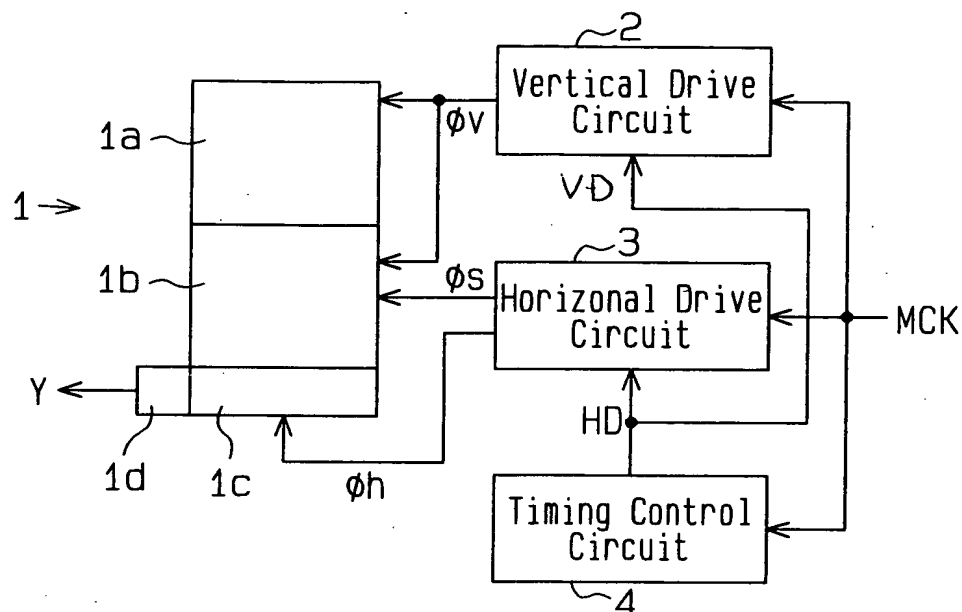 2
Vertical Drive
Circuit
1a
φv
1
VD
3
1b
φs
Horizonal Drive
Circuit
MCK
Y
HD
1d
1c
φh
Timing Control
Circuit
4